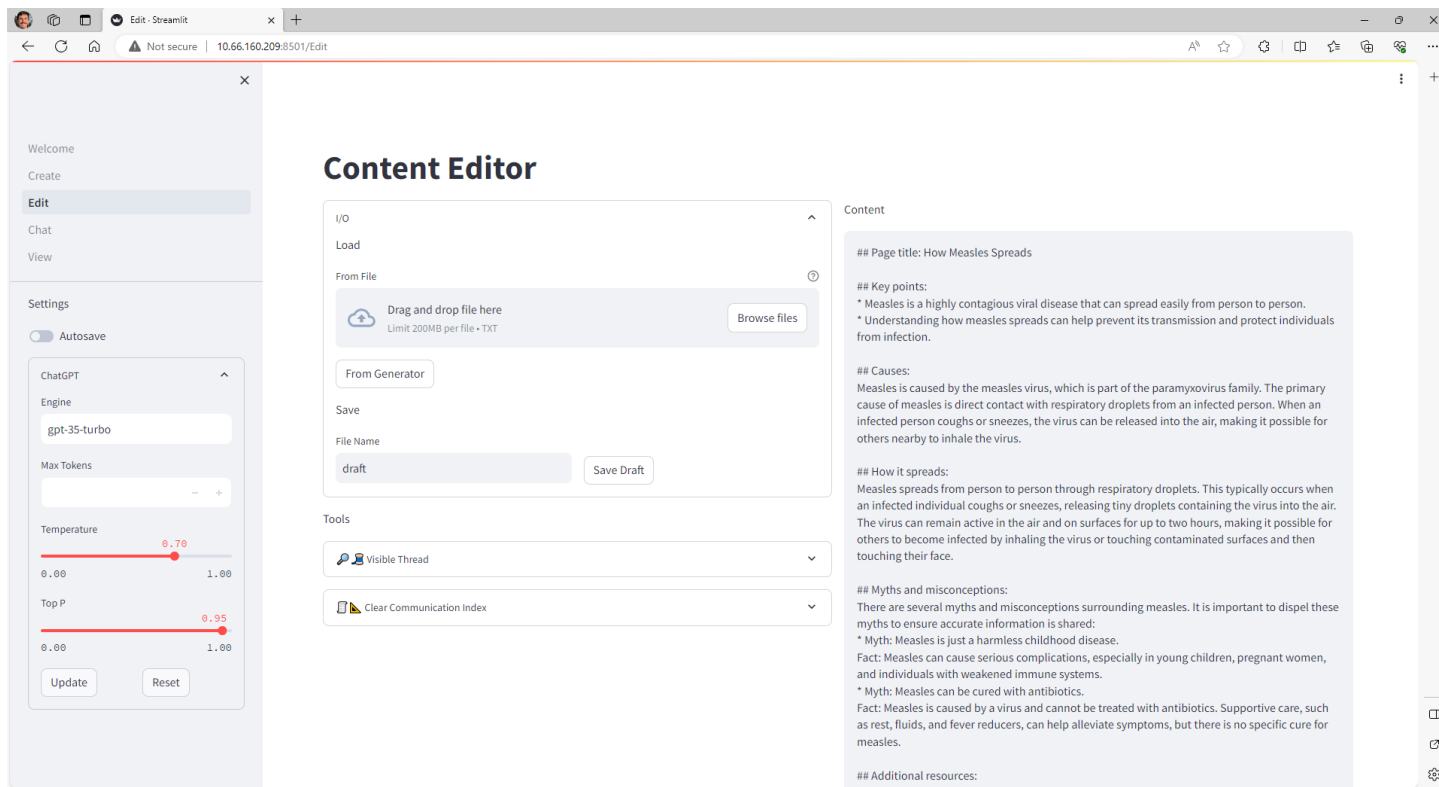 Edit · Streamlit
Not secure
10.66.160.209:8501/Edit
Welcome
Create
Edit
Chat
View
Settings
Autosave
ChatGPT
Engine
gpt-35-turbo
Max Tokens
Temperature
0.70
0.00 1.00
Top P
0.95
0.00 1.00
Update Reset
Content Editor
I/O
Load
From File
Drag and drop file here
Limit 200MB per file • TXT
Browse files
From Generator
Save
File Name
draft
Save Draft
Tools
Visible Thread
Clear Communication Index
Content
## Page title: How Measles Spreads
## Key points:
* Measles is a highly contagious viral disease that can spread easily from person to person.
* Understanding how measles spreads can help prevent its transmission and protect individuals
from infection.
## Causes:
Measles is caused by the measles virus, which is part of the paramyxovirus family. The primary
cause of measles is direct contact with respiratory droplets from an infected person. When an
infected person coughs or sneezes, the virus can be released into the air, making it possible for
others nearby to inhale the virus.
## How it spreads:
Measles spreads from person to person through respiratory droplets. This typically occurs when
an infected individual coughs or sneezes, releasing tiny droplets containing the virus into the air.
The virus can remain active in the air and on surfaces for up to two hours, making it possible for
others to become infected by inhaling the virus or touching contaminated surfaces and then
touching their face.
## Myths and misconceptions:
There are several myths and misconceptions surrounding measles. It is important to dispel these
myths to ensure accurate information is shared:
* Myth: Measles is just a harmless childhood disease.
Fact: Measles can cause serious complications, especially in young children, pregnant women,
and individuals with weakened immune systems.
* Myth: Measles can be cured with antibiotics.
Fact: Measles is caused by a virus and cannot be treated with antibiotics. Supportive care, such
as rest, fluids, and fever reducers, can help alleviate symptoms, but there is no specific cure for
measles.
## Additional resources: